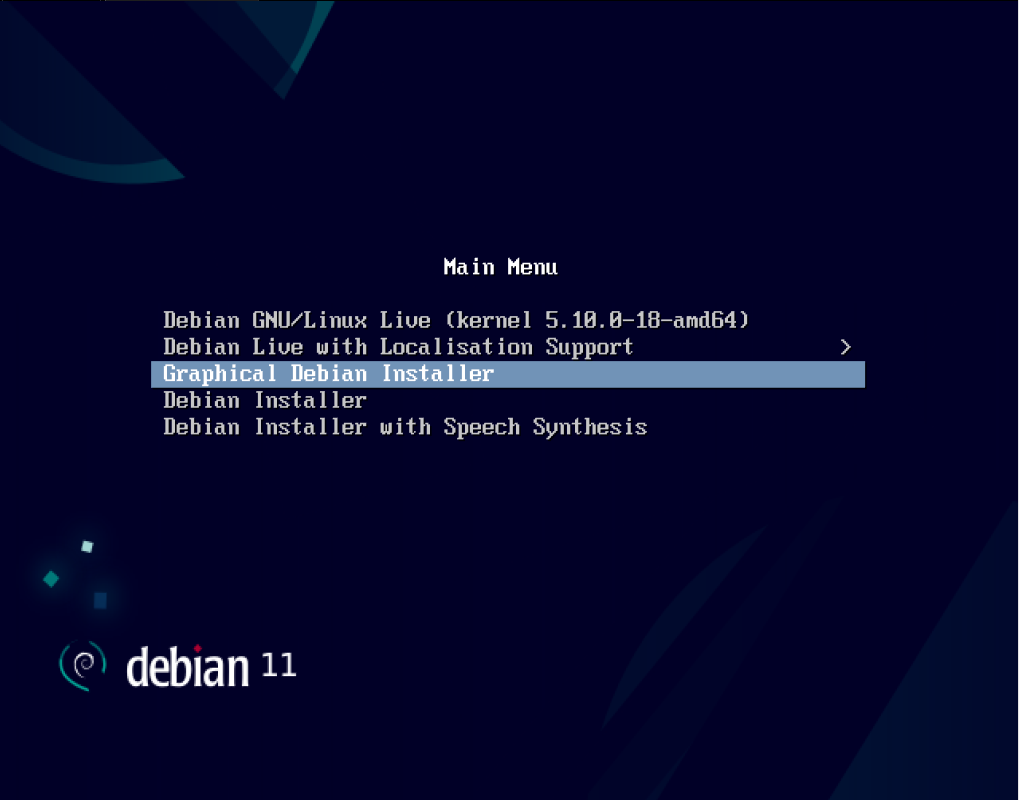 Main Menu
Debian GNU/Linux Live (kernel 5.10.0-18-amd64)
Debian Live with Localisation Support >
Graphical Debian Installer
Debian Installer
Debian Installer with Speech Synthesis
debian 11